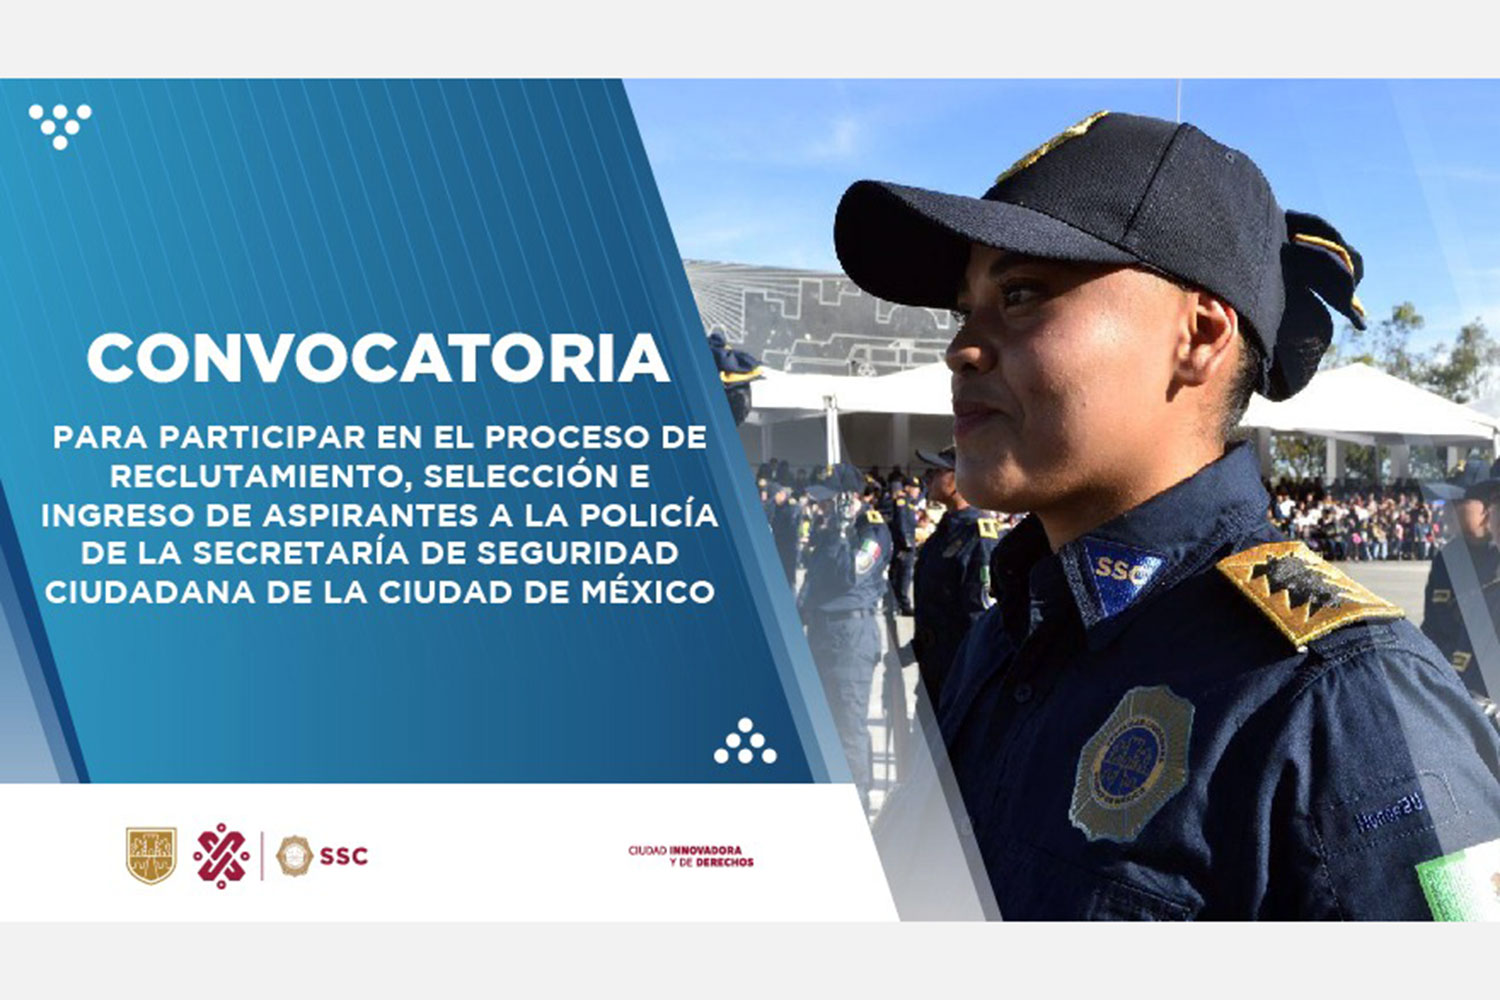 CONVOCATORIA
PARA PARTICIPAR EN EL PROCESO DE
RECLUTAMIENTO, SELECCIÓN E
INGRESO DE ASPIRANTES A LA POLICÍA
DE LA SECRETARÍA DE SEGURIDAD
CIUDADANA DE LA CIUDAD DE MÉXICO
SSC
SSC
CIUDAD INNOVADORA
Y DE DERECHOS